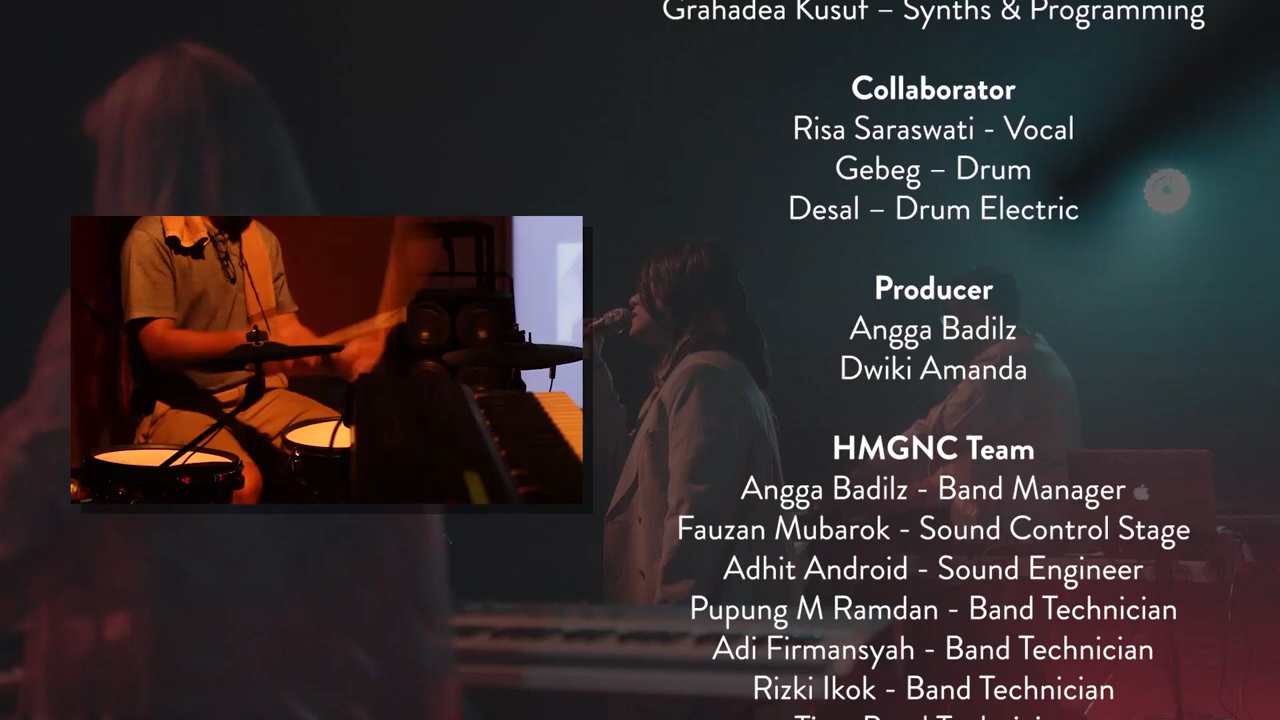 Grahadea Kusuf – Synths & Programming
Collaborator
Risa Saraswati - Vocal
Gebeg – Drum
Desal – Drum Electric
Producer
Angga Badilz
Dwiki Amanda
HMGNC Team
Angga Badilz - Band Manager
Fauzan Mubarok - Sound Control Stage
Adhit Android - Sound Engineer
Pupung M Ramdan - Band Technician
Adi Firmansyah - Band Technician
Rizki Ikok - Band Technician